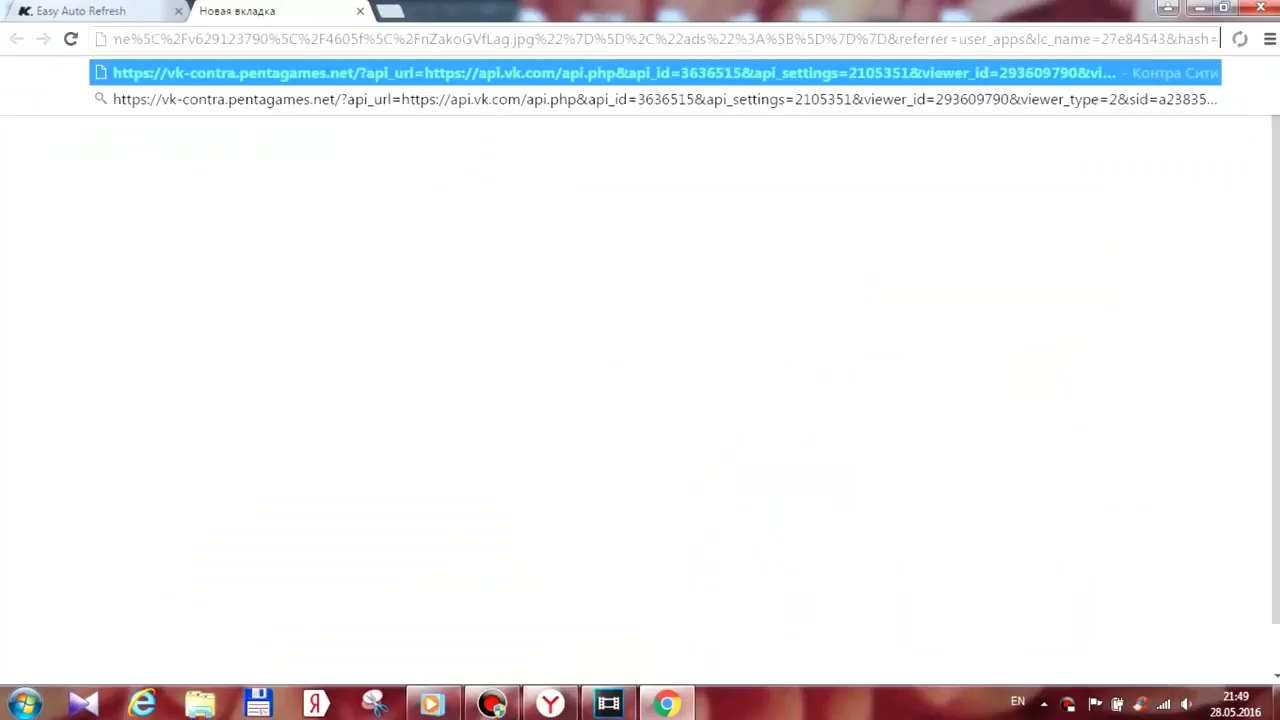 Easy Auto Refresh
Новая вкладка
me%5C%2Fv629123790%5C%2F4605f%5C%2FnZakoGVfLag.jpg%22%7D%5D%2C%22ads%22%3A%5B%5D%7D%7D&referrer=user_apps&lc_name=27e84543&hash=
https://vk-contra.pentagames.net/?api_url=https://api.vk.com/api.php&api_id=3636515&api_settings=2105351&viewer_id=293609790&vi... - Контра Сити
https://vk-contra.pentagames.net/?api_url=https://api.vk.com/api.php&api_id=3636515&api_settings=2105351&viewer_id=293609790&viewer_type=2&sid=a23835...
EN
21:49
28.05.2016